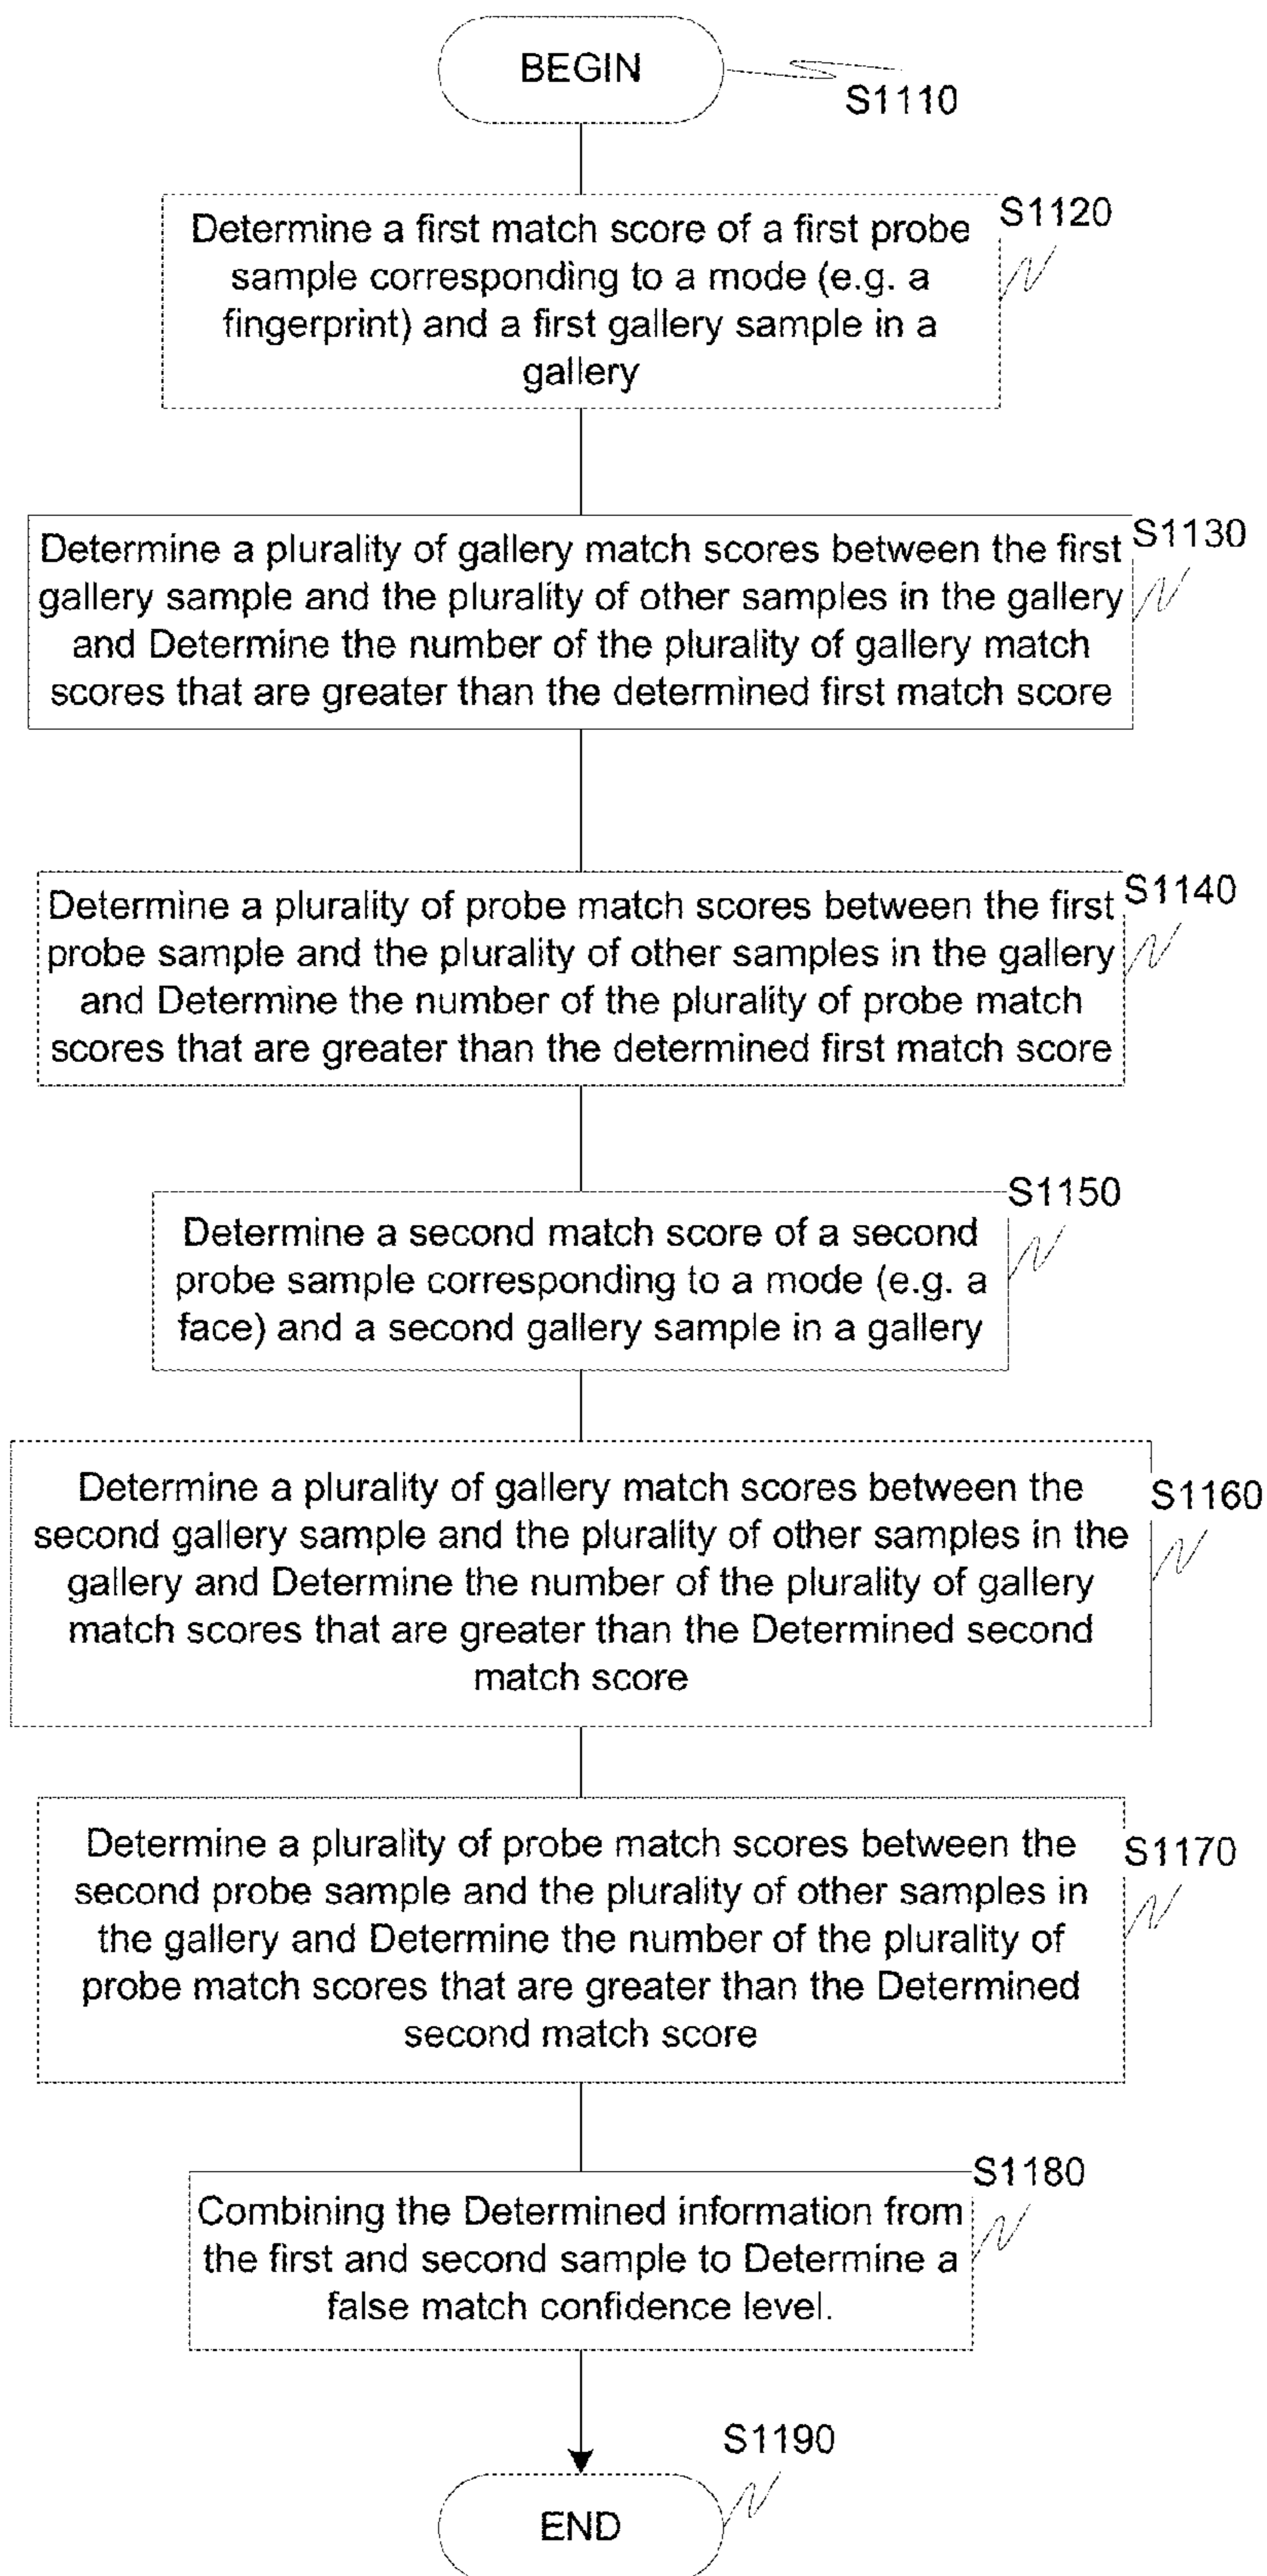 BEGIN
S1110
Determine a first match score of a first probe
sample corresponding to a mode (e.g. a
fingerprint) and a first gallery sample in a
gallery
S1120
Determine a plurality of gallery match scores between the first
gallery sample and the plurality of other samples in the gallery
and Determine the number of the plurality of gallery match
scores that are greater than the determined first match score
S1130
Determine a plurality of probe match scores between the first
probe sample and the plurality of other samples in the gallery
and Determine the number of the plurality of probe match
scores that are greater than the determined first match score
S1140
Determine a second match score of a second
probe sample corresponding to a mode (e.g. a
face) and a second gallery sample in a gallery
S1150
Determine a plurality of gallery match scores between the
second gallery sample and the plurality of other samples in the
gallery and Determine the number of the plurality of gallery
match scores that are greater than the Determined second
match score
S1160
Determine a plurality of probe match scores between the
second probe sample and the plurality of other samples in
the gallery and Determine the number of the plurality of
probe match scores that are greater than the Determined
second match score
S1170
Combining the Determined information from
the first and second sample to Determine a
false match confidence level.
S1180
END
S1190